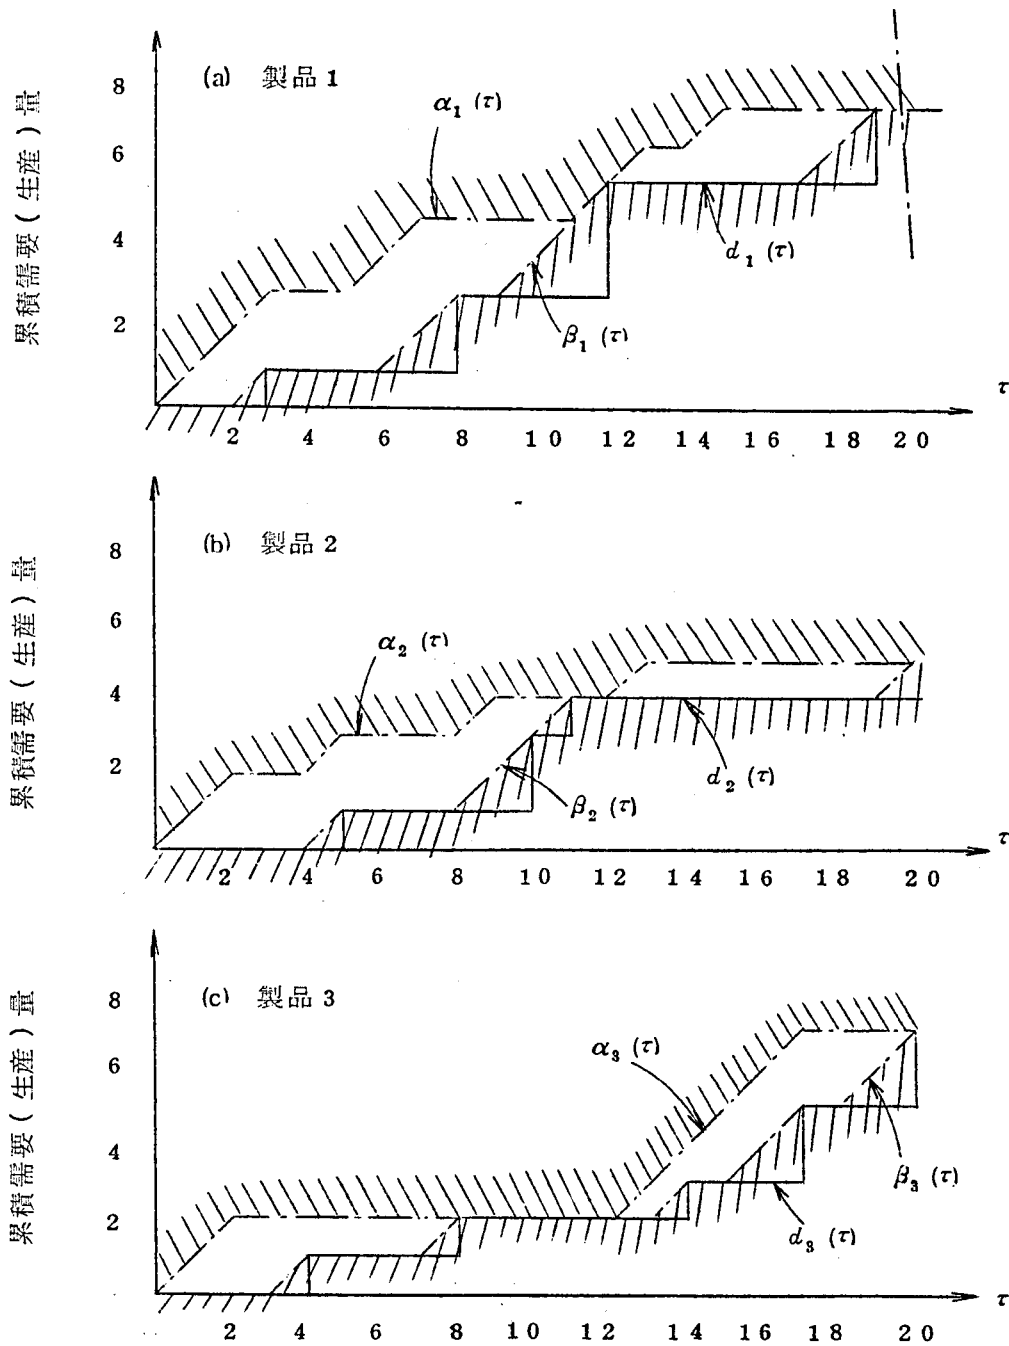 累積需要(生産)量
(a) 製品1
8
6
4
2
α₁ (τ)
d₁ (τ)
β₁ (τ)
τ
2 4 6 8 10 12 14 16 18 20
累積需要(生産)量
(b) 製品2
8
6
4
2
α₂ (τ)
d₂ (τ)
β₂ (τ)
τ
2 4 6 8 10 12 14 16 18 20
累積需要(生産)量
(c) 製品3
8
6
4
2
α₃ (τ)
β₃ (τ)
d₃ (τ)
τ
2 4 6 8 10 12 14 16 18 20